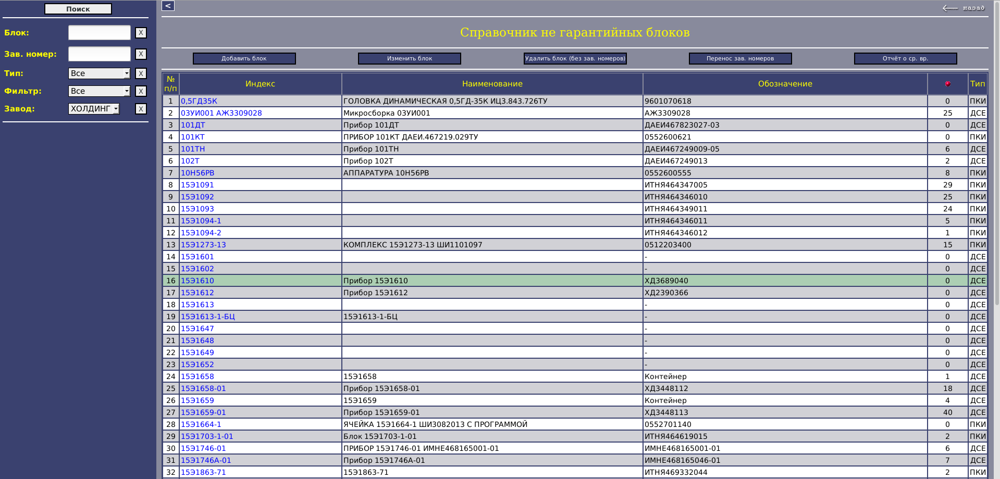 Поиск
Блок: X
Зав. номер: X
Тип: Все X
Фильтр: Все X
Завод: ХОЛДИНГ X
<
назад
Справочник не гарантийных блоков
Добавить блок Изменить блок Удалить блок (без зав. номеров) Перенос зав. номеров Отчёт о ср. вр.
№ п/п Индекс Наименование Обозначение Тип
1 0,5ГД35К ГОЛОВКА ДИНАМИЧЕСКАЯ 0,5ГД-35К ИЦ3.843.726ТУ 9601070618 0 ПКИ
2 03УИ001 АЖ3309028 Микросборка 03УИ001 АЖ3309028 25 ДСЕ
3 101ДТ Прибор 101ДТ ДАЕИ467823027-03 0 ДСЕ
4 101КТ ПРИБОР 101КТ ДАЕИ.467219.029ТУ 0552600621 0 ПКИ
5 101ТН Прибор 101ТН ДАЕИ467249009-05 6 ДСЕ
6 102Т Прибор 102Т ДАЕИ467249013 2 ДСЕ
7 10Н56РВ АППАРАТУРА 10Н56РВ 0552600555 8 ПКИ
8 15Э1091 ИТНЯ464347005 29 ПКИ
9 15Э1092 ИТНЯ464346010 25 ПКИ
10 15Э1093 ИТНЯ464349011 24 ПКИ
11 15Э1094-1 ИТНЯ464346011 5 ПКИ
12 15Э1094-2 ИТНЯ464346012 1 ПКИ
13 15Э1273-13 КОМПЛЕКС 15Э1273-13 ШИ1101097 0512203400 15 ПКИ
14 15Э1601 - 0 ДСЕ
15 15Э1602 - 0 ДСЕ
16 15Э1610 Прибор 15Э1610 ХД3689040 0 ДСЕ
17 15Э1612 Прибор 15Э1612 ХД2390366 0 ДСЕ
18 15Э1613 - 0 ДСЕ
19 15Э1613-1-БЦ 15Э1613-1-БЦ - 0 ДСЕ
20 15Э1647 - 0 ДСЕ
21 15Э1648 - 0 ДСЕ
22 15Э1649 - 0 ДСЕ
23 15Э1652 - 0 ДСЕ
24 15Э1658 15Э1658 Контейнер 1 ДСЕ
25 15Э1658-01 Прибор 15Э1658-01 ХД3448112 18 ДСЕ
26 15Э1659 15Э1659 Контейнер 4 ДСЕ
27 15Э1659-01 Прибор 15Э1659-01 ХД3448113 40 ДСЕ
28 15Э1664-1 ЯЧЕЙКА 15Э1664-1 ШИ3082013 С ПРОГРАММОЙ 0552701140 0 ПКИ
29 15Э1703-1-01 Блок 15Э1703-1-01 ИТНЯ464619015 2 ПКИ
30 15Э1746-01 ПРИБОР 15Э1746-01 ИМНЕ468165001-01 ИМНЕ468165001-01 6 ДСЕ
31 15Э1746А-01 Прибор 15Э1746А-01 ИМНЕ468165046-01 7 ДСЕ
32 15Э1863-71 15Э1863-71 ИТНЯ469332044 2 ПКИ